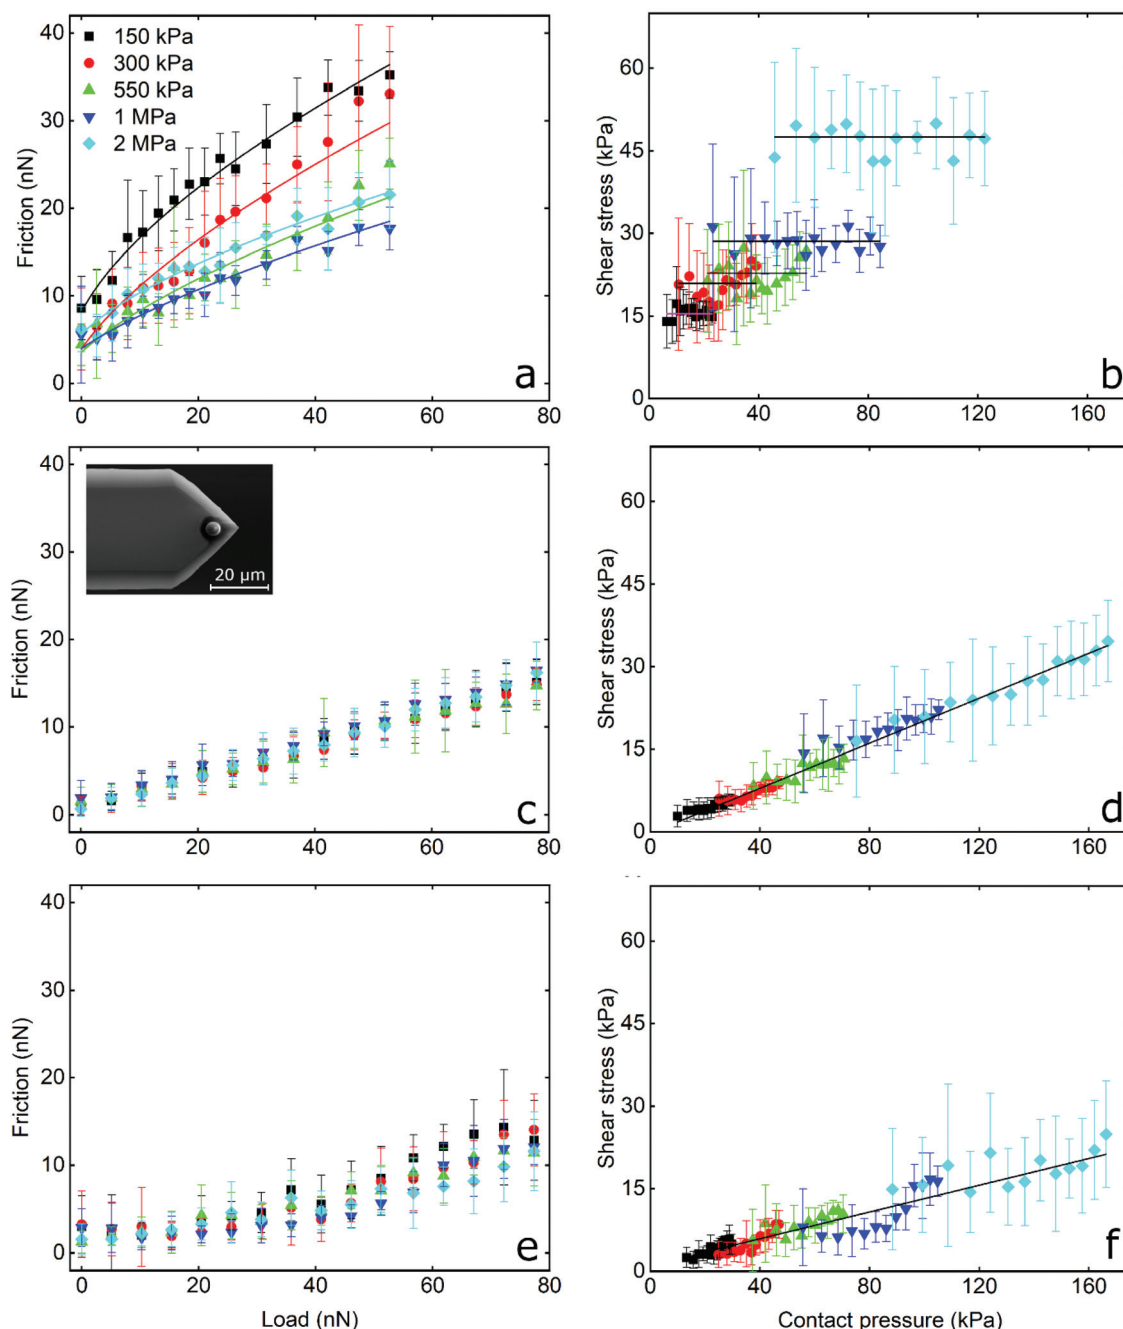 40
30
20
10
0
Friction (nN)
150 kPa
300 kPa
550 kPa
1 MPa
2 MPa
a
0 20 40 60 80
60
45
30
15
0
Shear stress (kPa)
b
0 40 80 120 160
40
30
20
10
0
Friction (nN)
20 µm
c
0 20 40 60 80
60
45
30
15
0
Shear stress (kPa)
d
0 40 80 120 160
40
30
20
10
0
Friction (nN)
e
0 20 40 60 80
Load (nN)
60
45
30
15
0
Shear stress (kPa)
f
0 40 80 120 160
Contact pressure (kPa)